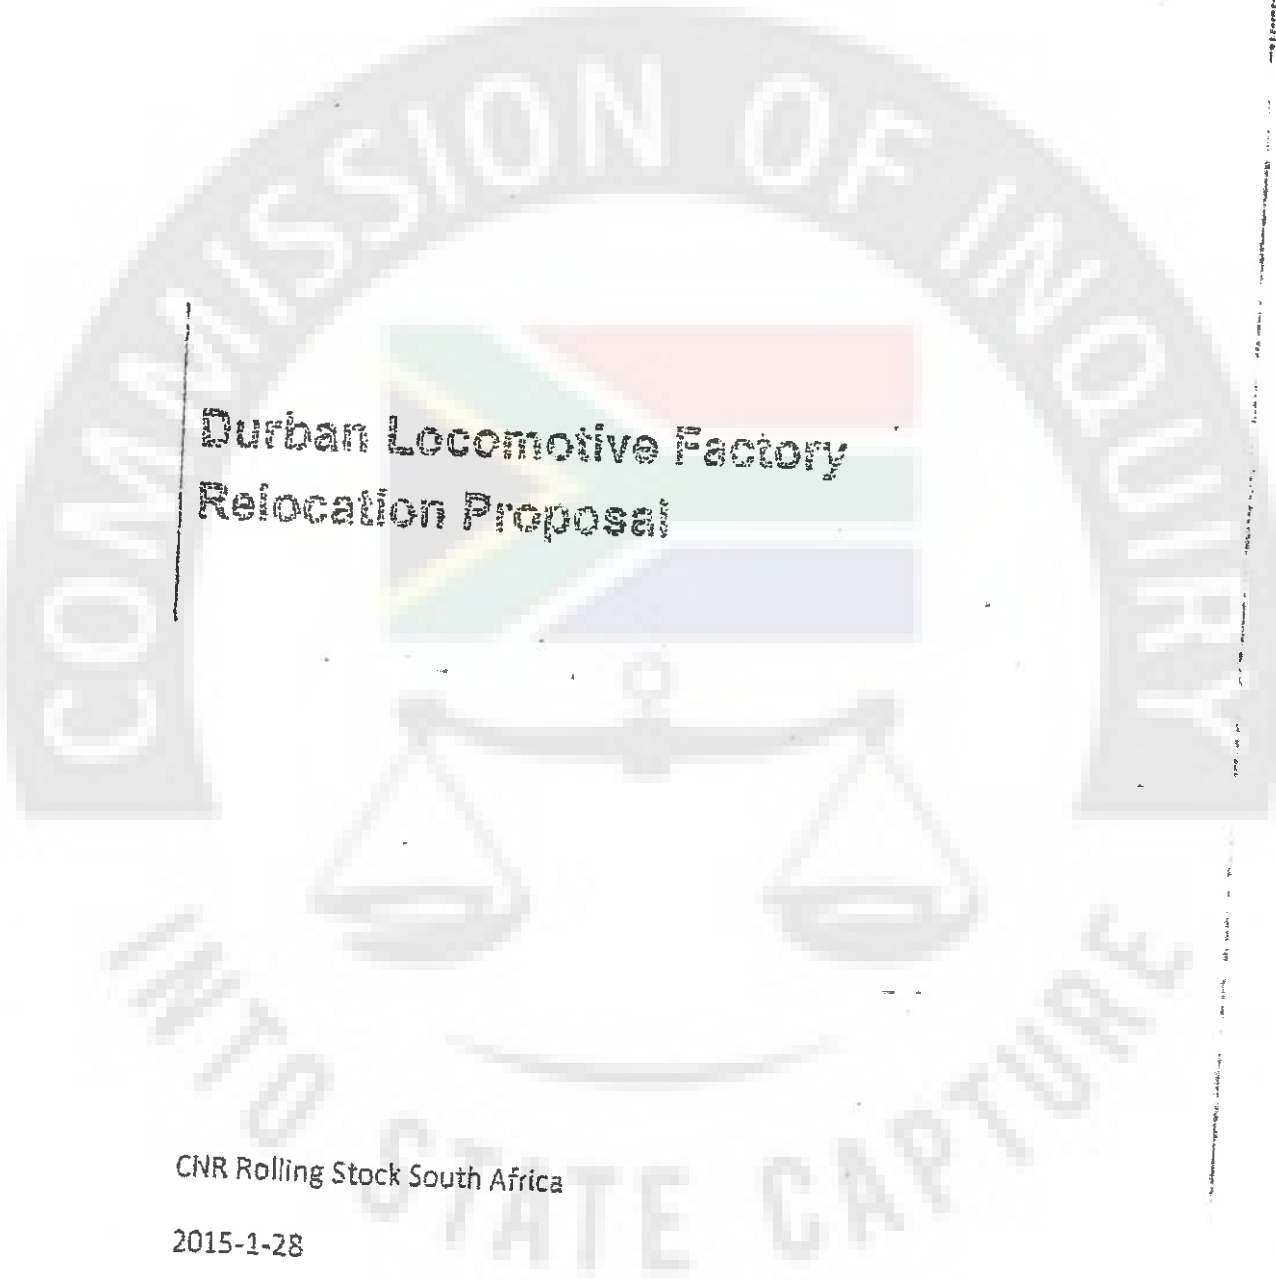 COMMISSION OF INQUIRY
Durban Locomotive Factory
Relocation Proposal
INTO STATE CAPTURE
CNR Rolling Stock South Africa
2015-1-28